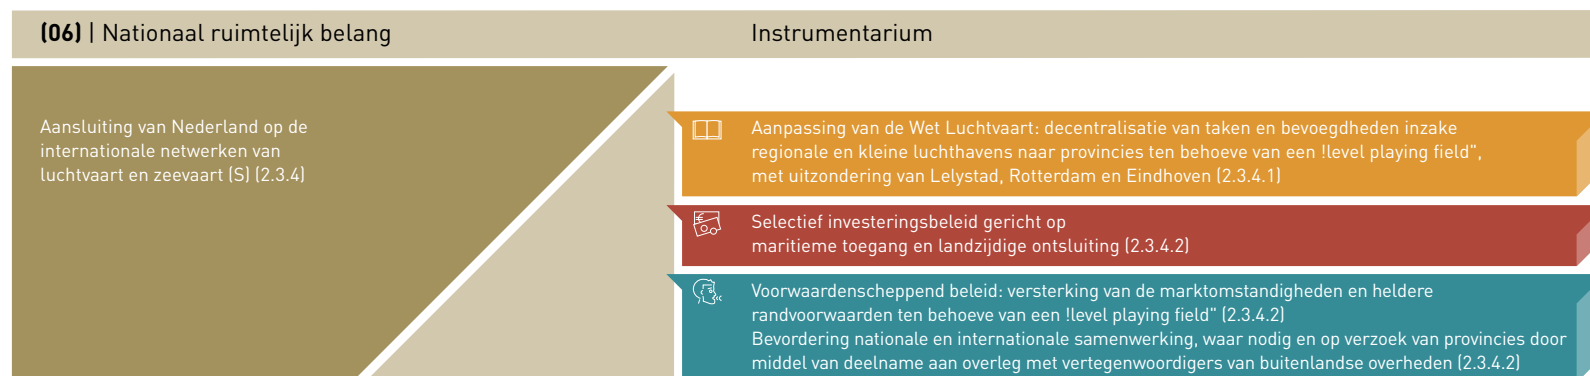 (06) | Nationaal ruimtelijk belang
Instrumentarium
Aansluiting van Nederland op de
internationale netwerken van
luchtvaart en zeevaart (S) (2.3.4)
Aanpassing van de Wet Luchtvaart: decentralisatie van taken en bevoegdheden inzake
regionale en kleine luchthavens naar provincies ten behoeve van een !level playing field",
met uitzondering van Lelystad, Rotterdam en Eindhoven (2.3.4.1)
Selectief investeringsbeleid gericht op
maritieme toegang en landzijdige ontsluiting (2.3.4.2)
Voorwaardenscheppend beleid: versterking van de marktomstandigheden en heldere
randvoorwaarden ten behoeve van een !level playing field" (2.3.4.2)
Bevordering nationale en internationale samenwerking, waar nodig en op verzoek van provincies door
middel van deelname aan overleg met vertegenwoordigers van buitenlandse overheden (2.3.4.2)